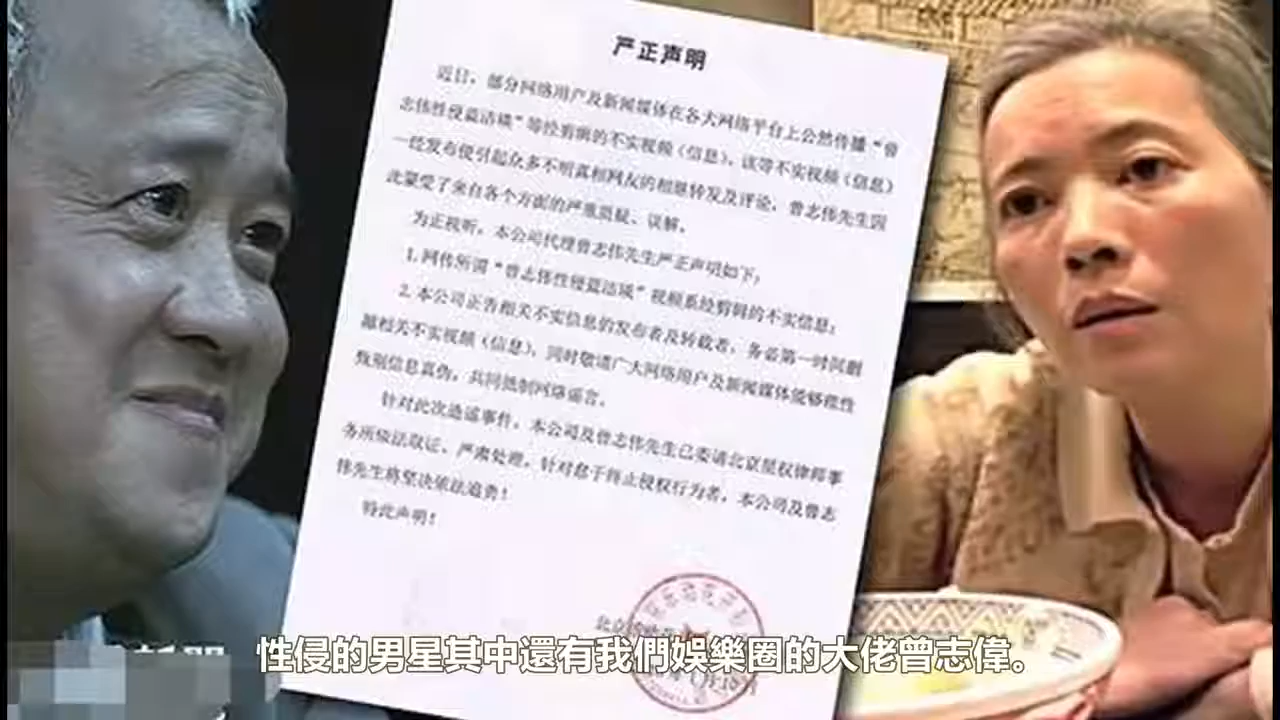 严正声明
近日，部分网络用户及新闻媒体在各大网络平台上公然传播“曾
志伟性侵蓝洁瑛”等经剪辑的不实视频（信息），该等不实视频（信息）
一经发布便引起众多不明真相网友的相继转发及评论，曾志伟先生因
此蒙受了来自各个方面的严重质疑、误解。
为正视听，本公司代理曾志伟先生严正声明如下：
1.网传所谓“曾志伟性侵蓝洁瑛”视频系经剪辑的不实信息；
2.本公司正告相关不实信息的发布者及转载者，务必第一时间删
除相关不实视频（信息），同时敬请广大网络用户及新闻媒体能够理性
甄别信息真伪，共同抵制网络谣言。
针对此次造谣事件，本公司及曾志伟先生已委请北京星权律师事
务所依法取证、严肃处理，针对怠于终止侵权行为者，本公司及曾志
伟先生将坚决依法追责！
特此声明！
北京
性侵的男星其中還有我們娛樂圈的大佬曾志偉。